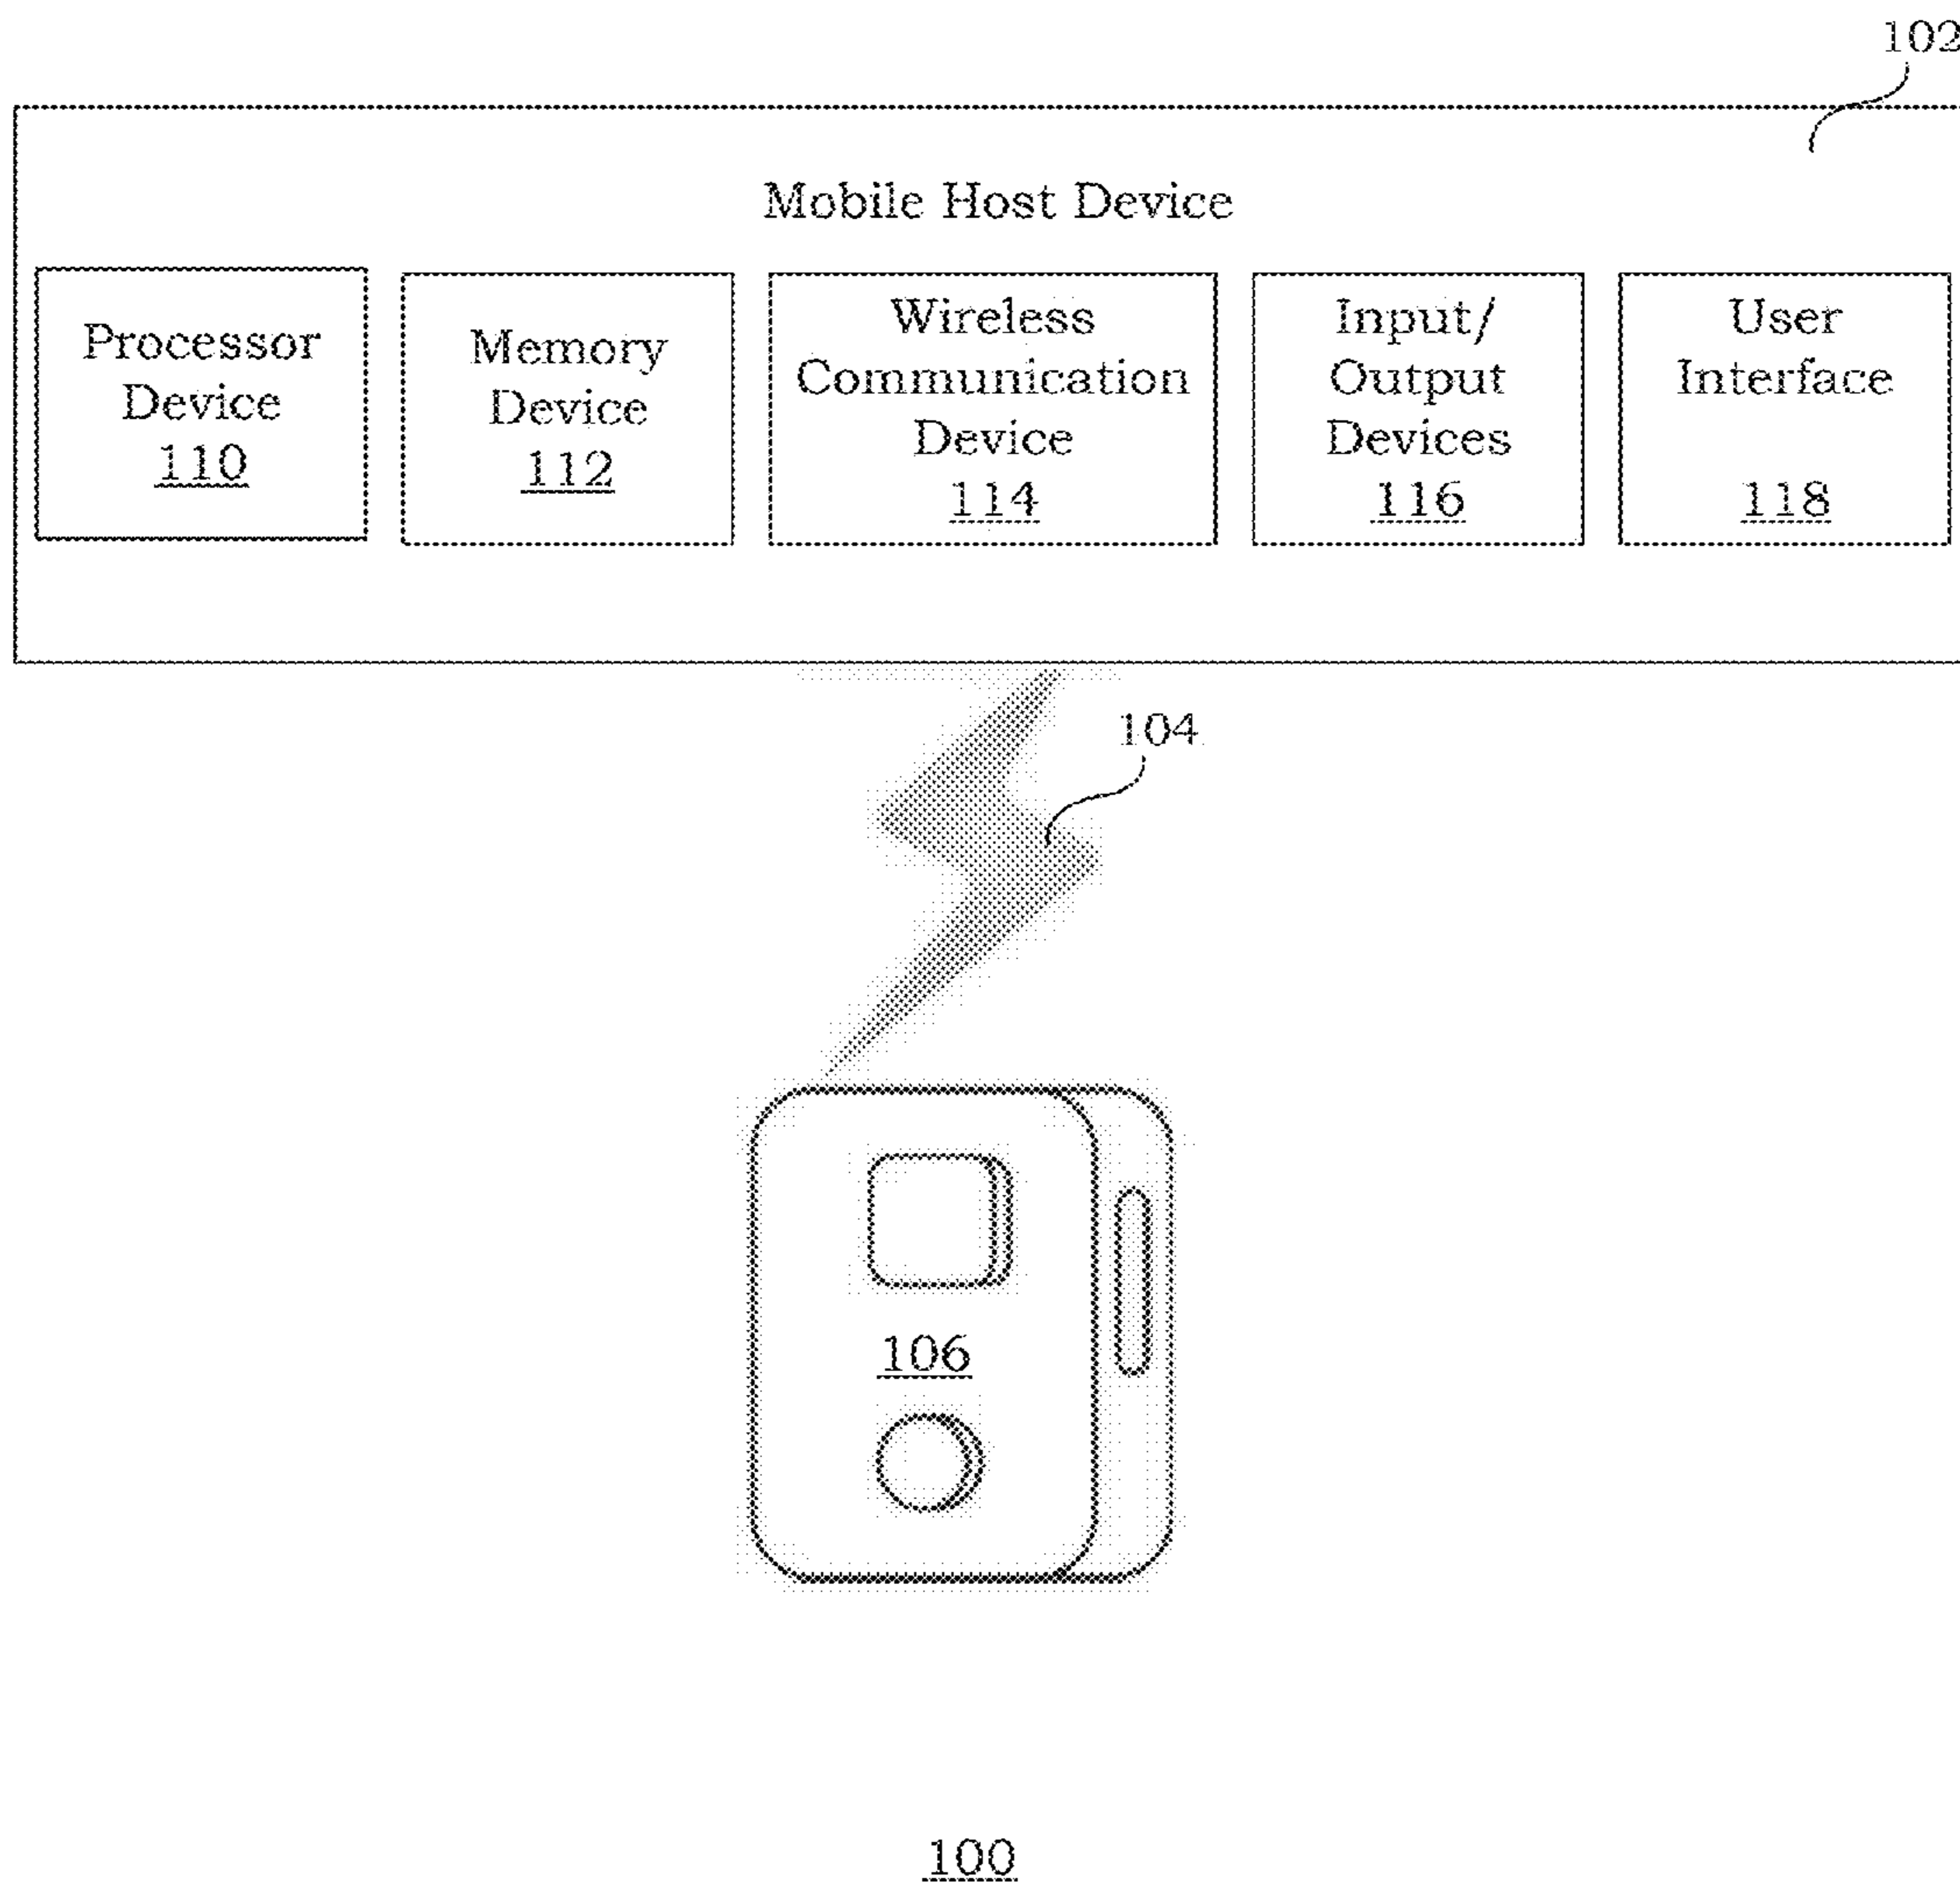 102
Mobile Host Device
Processor
Device
110
Memory
Device
112
Wireless
Communication
Device
114
Input/
Output
Devices
116
User
Interface
118
104
106
100